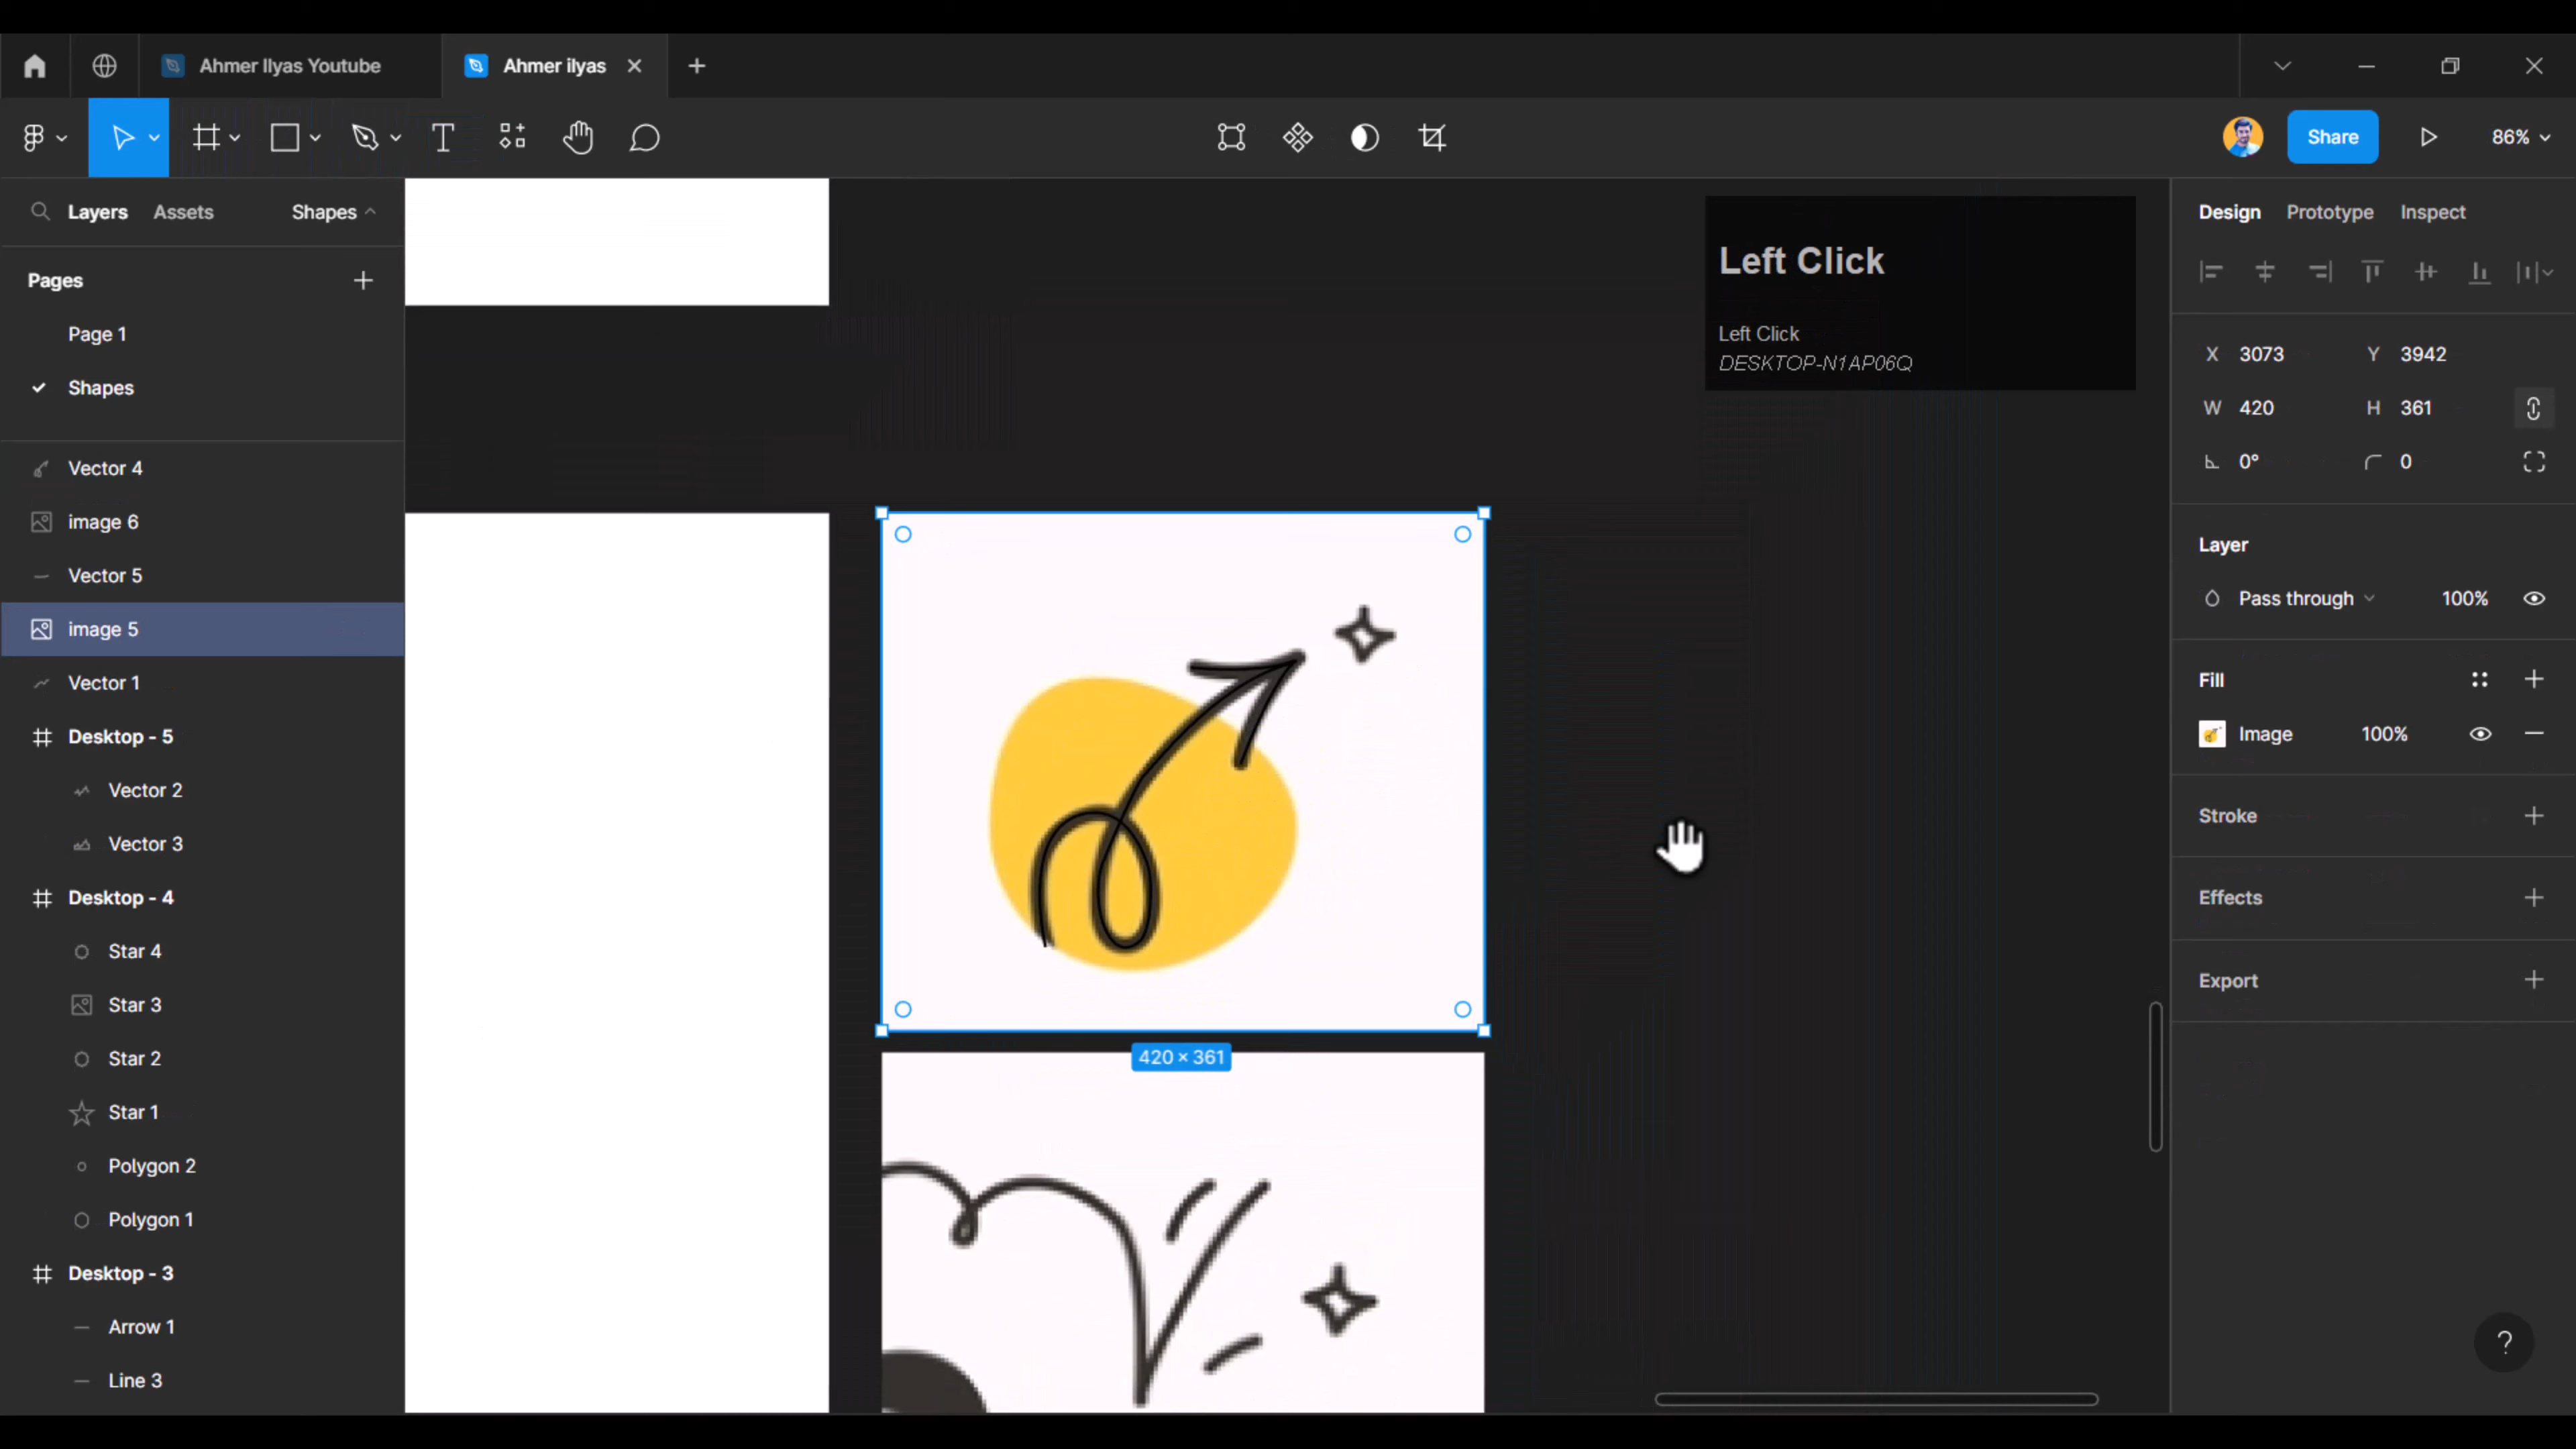 Ahmer Ilyas Youtube
Ahmer ilyas
Share
86%
Layers
Assets
Shapes
Pages
Page 1
Shapes
Vector 4
image 6
Vector 5
image 5
Vector 1
Desktop - 5
Vector 2
Vector 3
Desktop - 4
Star 4
Star 3
Star 2
Star 1
Polygon 2
Polygon 1
Desktop - 3
Arrow 1
Line 3
Left Click
Left Click
DESKTOP-N1AP06Q
420 × 361
Design
Prototype
Inspect
X 3073 Y 3942
W 420 H 361
0° 0
Layer
Pass through 100%
Fill
Image 100%
Stroke
Effects
Export
?